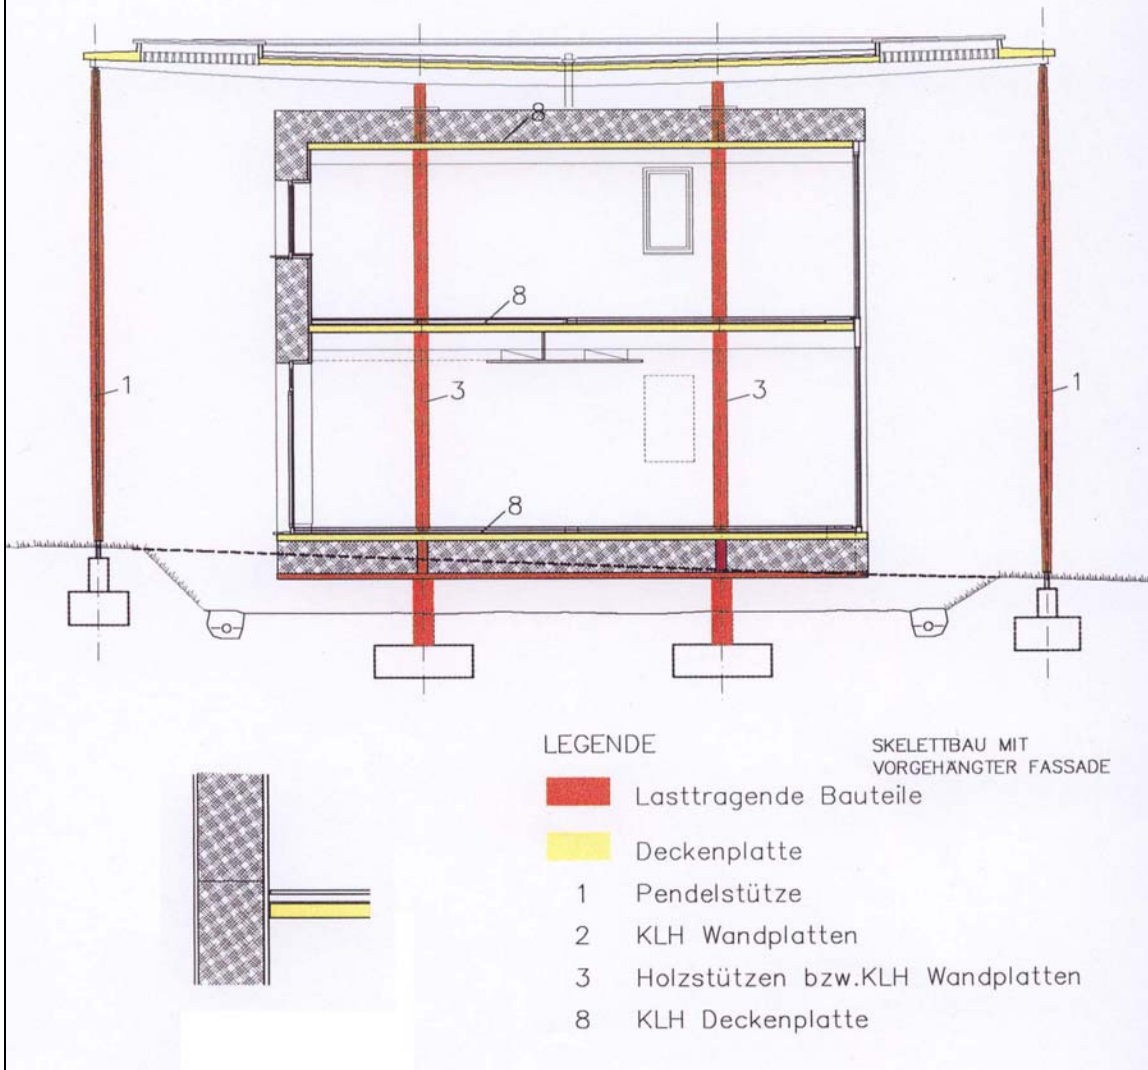 8
8
1
3
3
1
8
LEGENDE
SKELETTBAU MIT
VORGEHÄNGTER FASSADE
Lasttragende Bauteile
Deckenplatte
1 Pendelstütze
2 KLH Wandplatten
3 Holzstützen bzw.KLH Wandplatten
8 KLH Deckenplatte